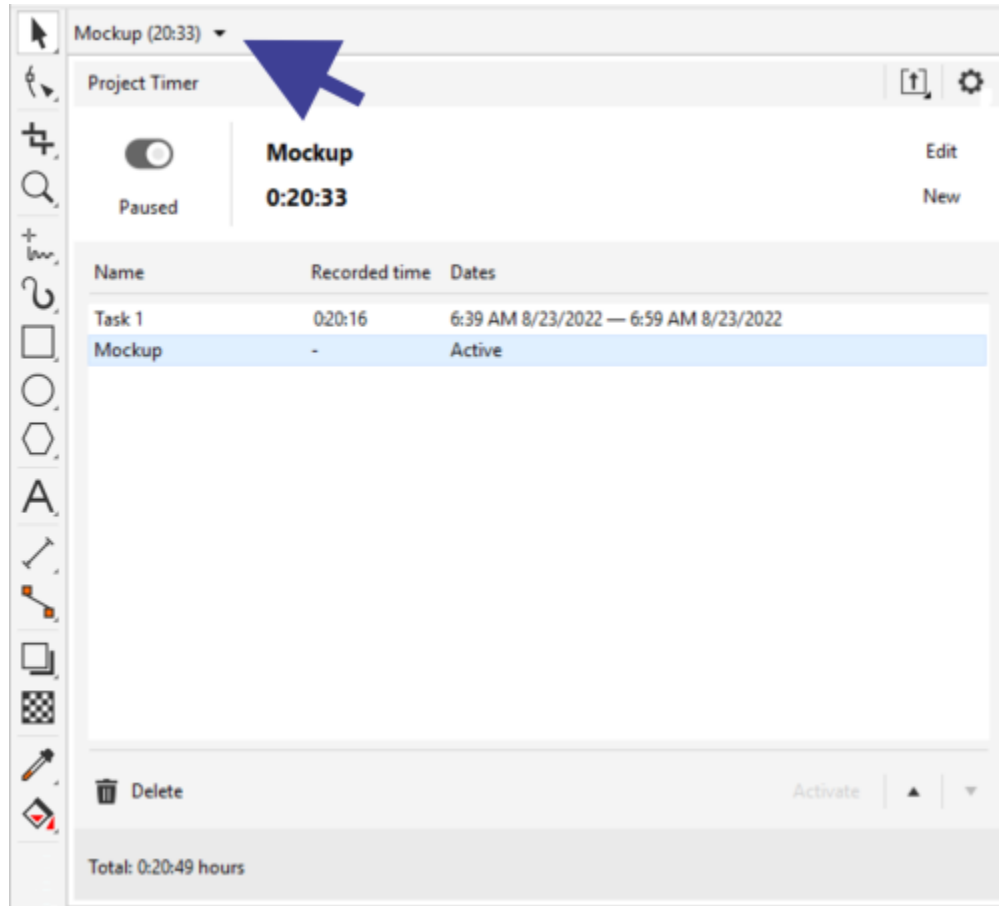 Mockup (20:33)
Project Timer
Mockup
Edit
Paused
0:20:33
New
Name Recorded time Dates
Task 1 0:20:16 6:39 AM 8/23/2022 — 6:59 AM 8/23/2022
Mockup - Active
A
Delete
Activate
Total: 0:20:49 hours